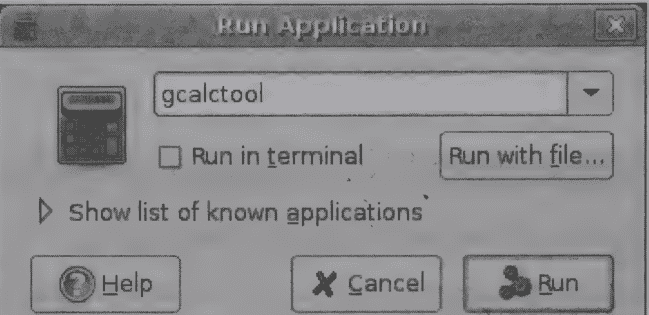 Run Application
gcalctool
Run in terminal
Run with file...
Show list of known applications
Help
Cancel
Run